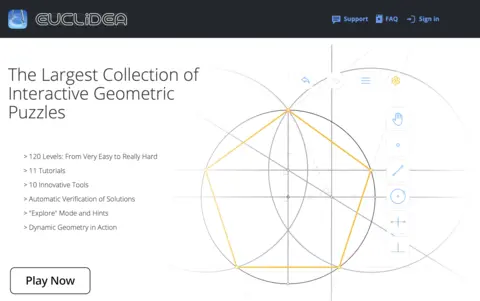 EUCLIDEA
Support FAQ Sign in
The Largest Collection of
Interactive Geometric
Puzzles
> 120 Levels: From Very Easy to Really Hard
> 11 Tutorials
> 10 Innovative Tools
> Automatic Verification of Solutions
> "Explore" Mode and Hints
> Dynamic Geometry in Action
Play Now